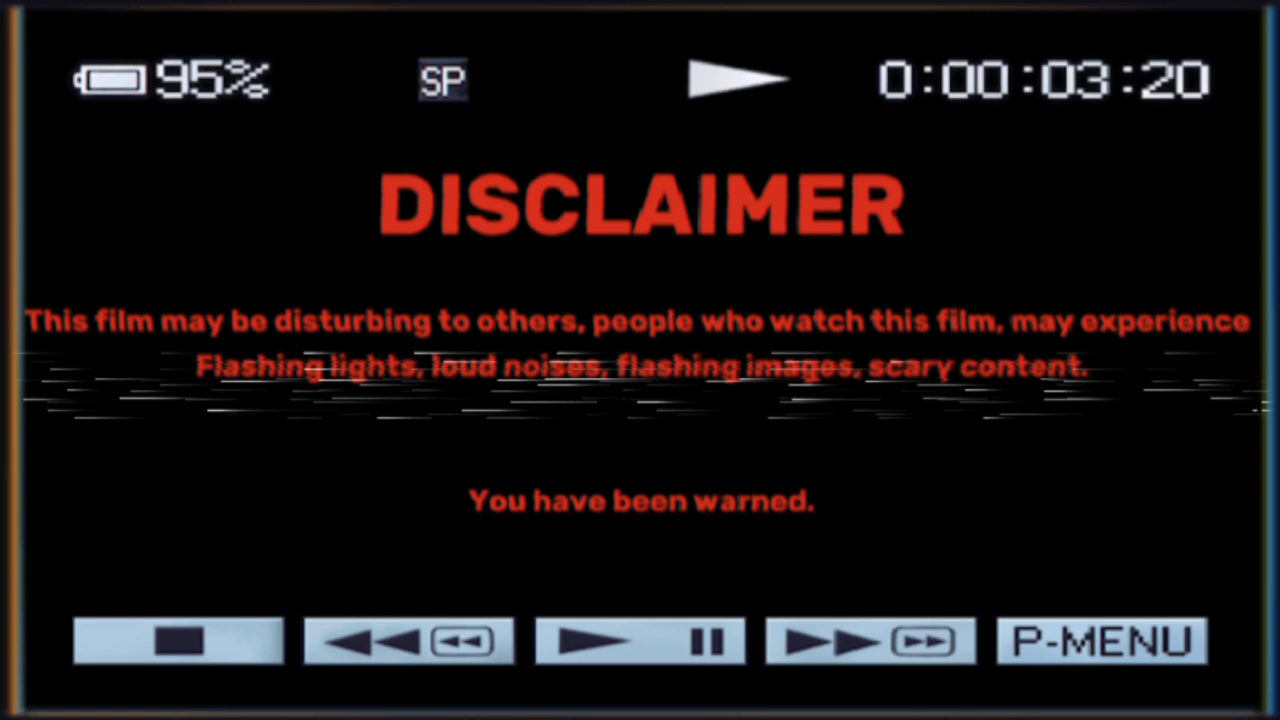 95% SP 0:00:03:20
DISCLAIMER
This film may be disturbing to others, people who watch this film, may experience
Flashing lights, loud noises, flashing images, scary content.
You have been warned.
P-MENU